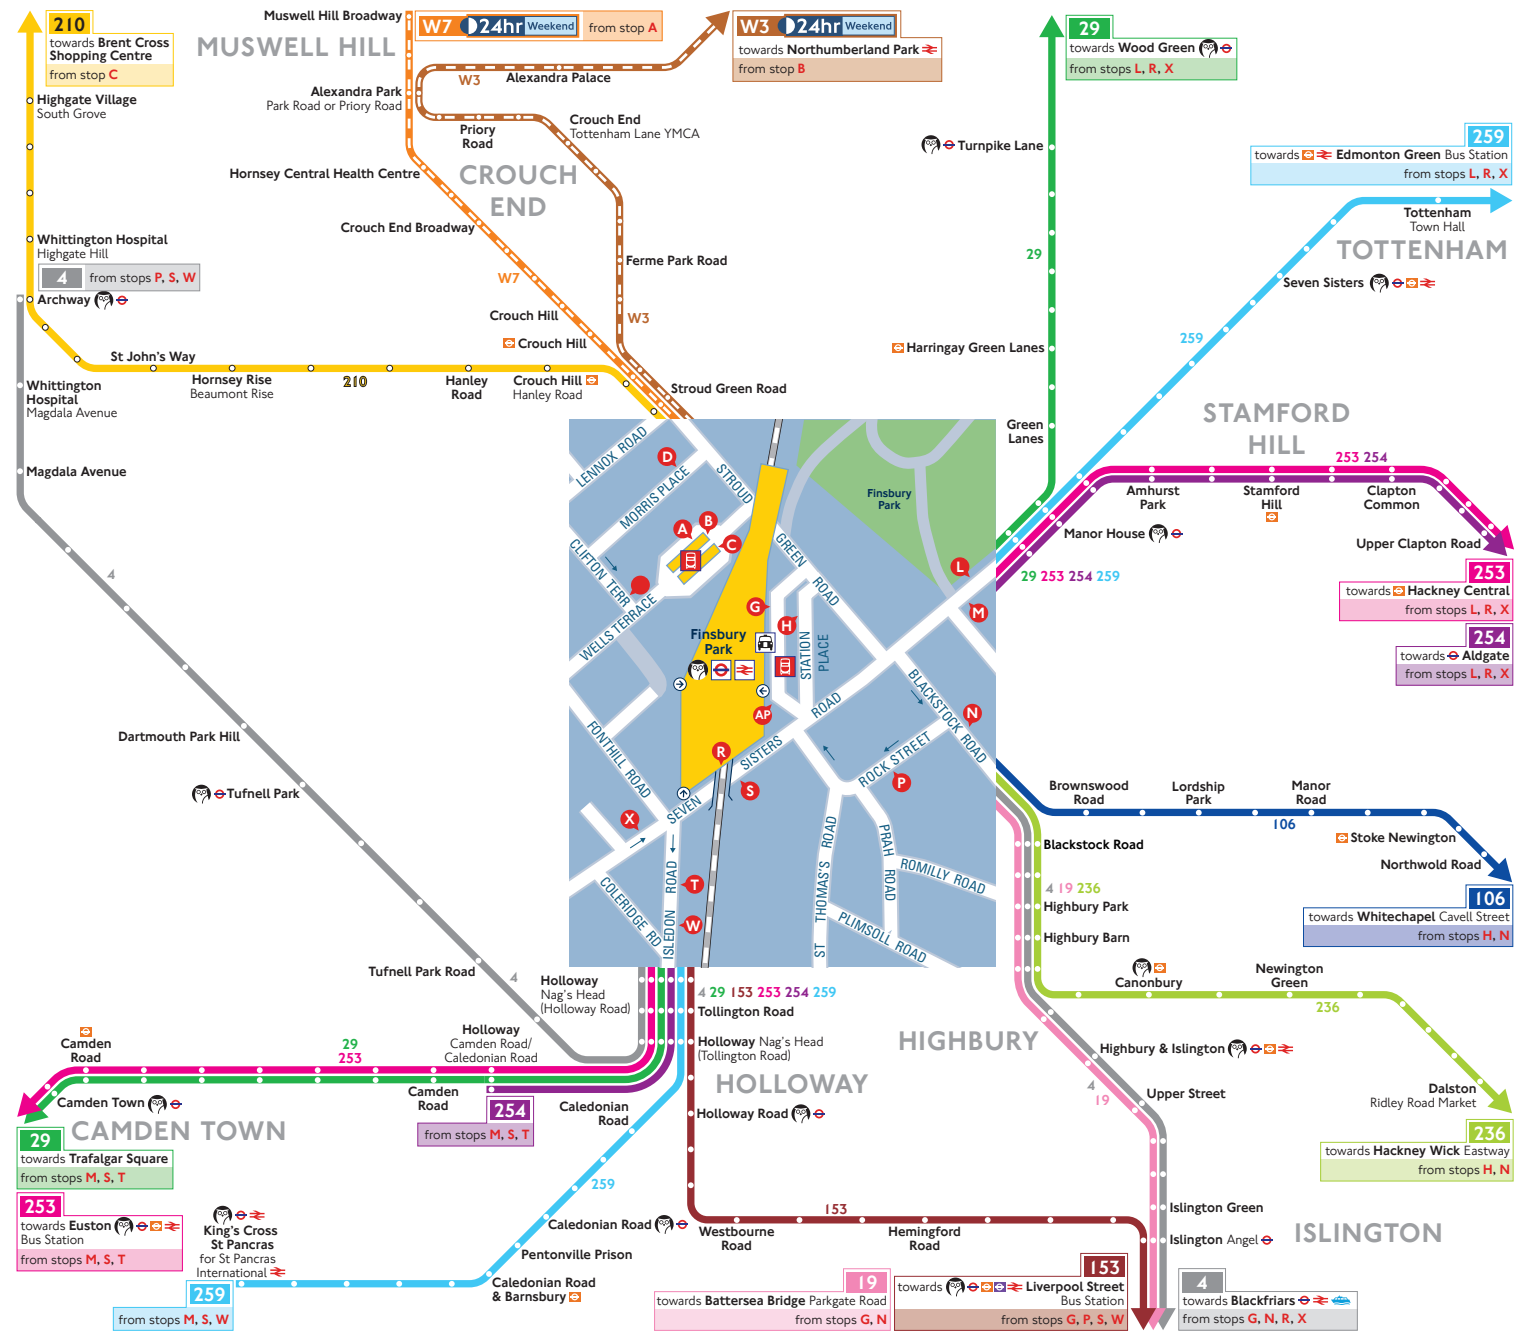 210
towards Brent Cross
Shopping Centre
from stop C
MUSWELL HILL
Muswell Hill Broadway
W7 24hr Weekend
from stop A
W3 24hr Weekend
towards Northumberland Park
from stop B
29
towards Wood Green
from stops L, R, X
W3
Alexandra Palace
Alexandra Park
Park Road or Priory Road
Highgate Village
South Grove
Priory
Road
Crouch End
Tottenham Lane YMCA
Turnpike Lane
259
towards Edmonton Green Bus Station
from stops L, R, X
Hornsey Central Health Centre
CROUCH
END
Crouch End Broadway
Tottenham
Town Hall
TOTTENHAM
Whittington Hospital
Highgate Hill
4
from stops P, S, W
Archway
W7
Ferme Park Road
29
Seven Sisters
Crouch Hill
W3
Crouch Hill
Harringay Green Lanes
259
St John's Way
Hornsey Rise
Beaumont Rise
210
Hanley
Road
Crouch Hill
Hanley Road
Stroud Green Road
Whittington
Hospital
Magdala Avenue
Magdala Avenue
Green
Lanes
STAMFORD
HILL
253 254
Amhurst
Park
Stamford
Hill
Clapton
Common
Manor House
Upper Clapton Road
29 253 254 259
253
towards Hackney Central
from stops L, R, X
254
towards Aldgate
from stops L, R, X
LENNOX ROAD
D
MORRIS PLACE
STROUD
GREEN
ROAD
Finsbury
Park
A
B
C
CLIFTON TERR
WELLS TERRACE
L
M
G
H
Finsbury
Park
STATION
PLACE
AP
BLACKSTOCK ROAD
N
FONTHILL ROAD
R
S
SEVEN
SISTERS
ROAD
ROCK STREET
P
X
ISLEDON ROAD
T
W
COLERIDGE RD
ST THOMAS'S ROAD
PRAH ROAD
ROMILLY ROAD
PLIMSOLL ROAD
4
Dartmouth Park Hill
Tufnell Park
Tufnell Park Road
4
Brownswood
Road
Lordship
Park
Manor
Road
106
Stoke Newington
Northwold Road
106
towards Whitechapel Cavell Street
from stops H, N
Blackstock Road
4 19 236
Highbury Park
Highbury Barn
Canonbury
Newington
Green
236
HIGHBURY
Highbury & Islington
4
19
Upper Street
Dalston
Ridley Road Market
236
towards Hackney Wick Eastway
from stops H, N
Holloway
Nag's Head
(Holloway Road)
4 29 153 253 254 259
Tollington Road
Holloway Nag's Head
(Tollington Road)
HOLLOWAY
Holloway
Camden Road/
Caledonian Road
Camden
Road
29
253
Camden Town
CAMDEN TOWN
29
towards Trafalgar Square
from stops M, S, T
253
towards Euston
Bus Station
from stops M, S, T
Camden
Road
254
from stops M, S, T
Caledonian
Road
Holloway Road
259
King's Cross
St Pancras
for St Pancras
International
259
from stops M, S, W
Caledonian Road
Pentonville Prison
Caledonian Road
& Barnsbury
Westbourne
Road
153
Hemingford
Road
Islington Green
Islington Angel
ISLINGTON
19
towards Battersea Bridge Parkgate Road
from stops G, N
153
towards Liverpool Street
Bus Station
from stops G, P, S, W
4
towards Blackfriars
from stops G, N, R, X